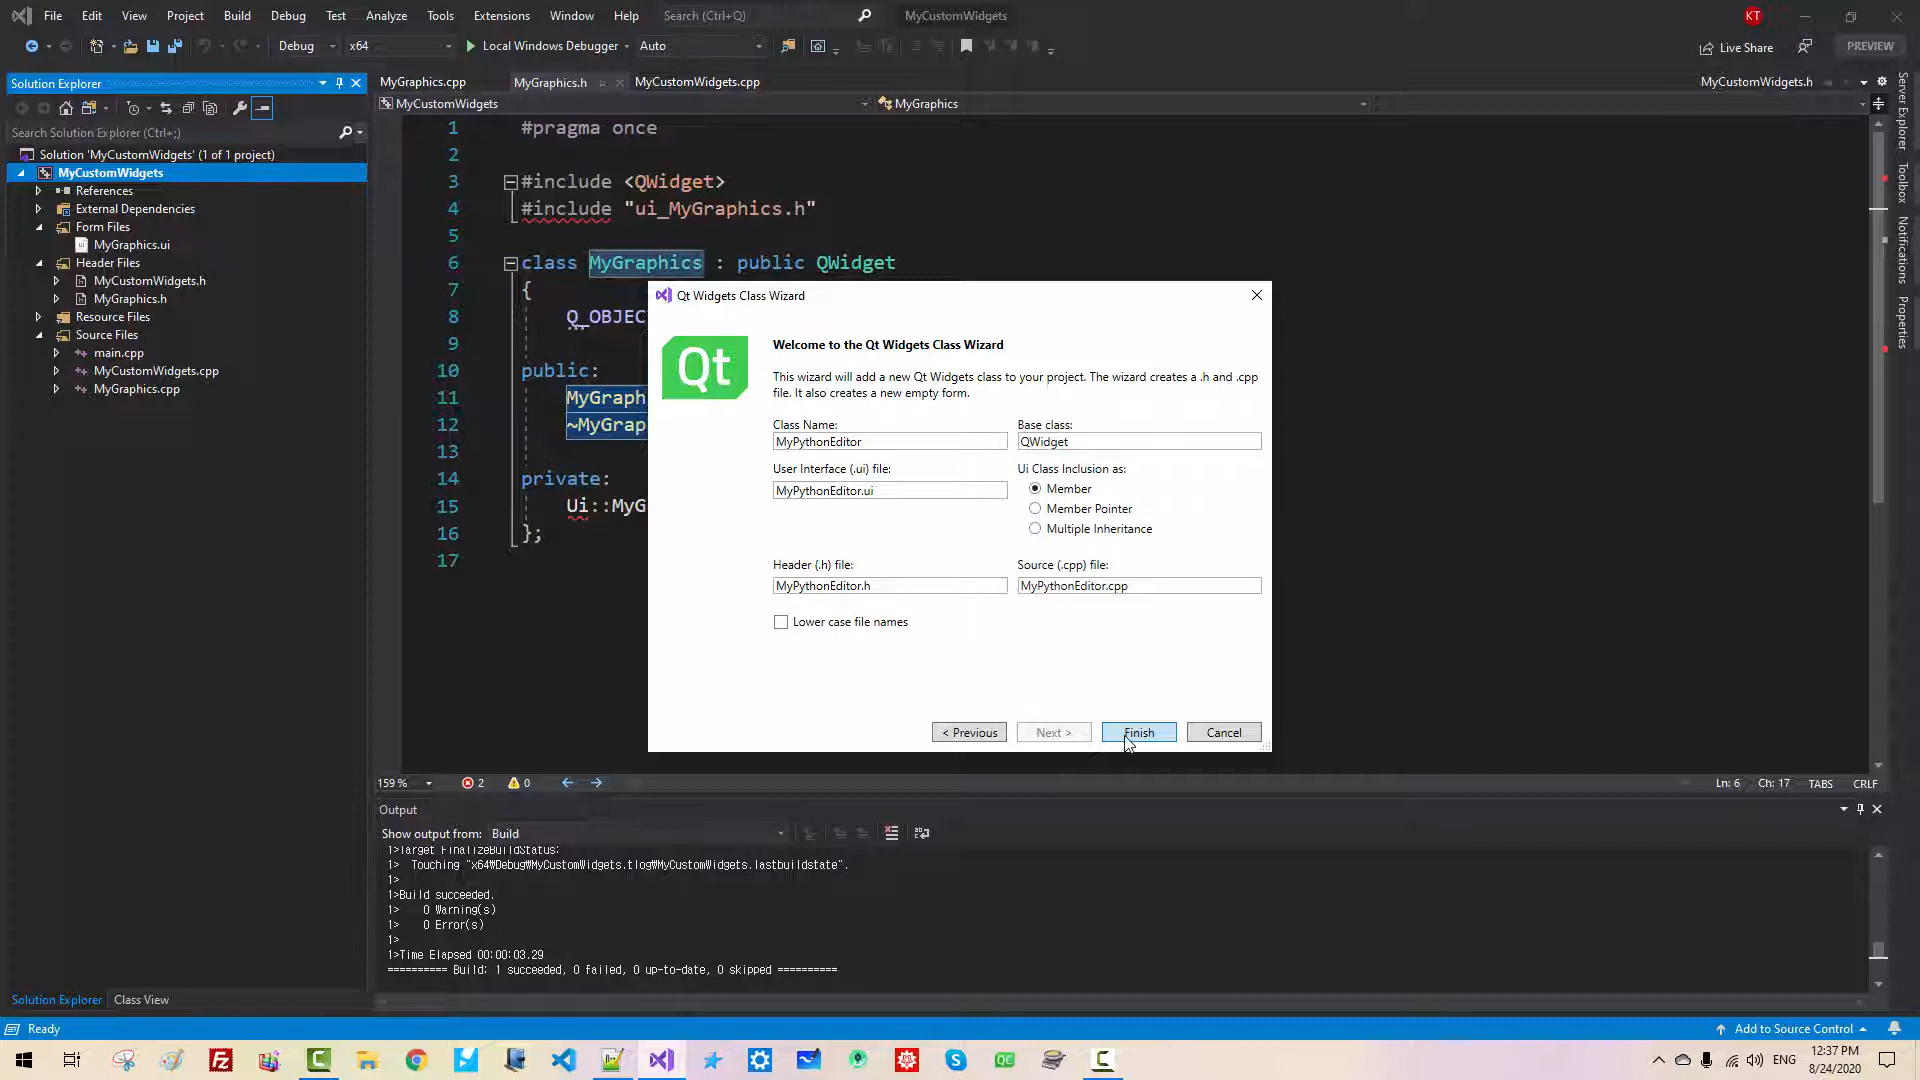 File Edit View Project Build Debug Test Analyze Tools Extensions Window Help Search (Ctrl+Q) MyCustomWidgets KT
Debug x64 Local Windows Debugger Auto Live Share PREVIEW
Solution Explorer
MyGraphics.cpp MyGraphics.h MyCustomWidgets.cpp MyCustomWidgets.h
MyCustomWidgets MyGraphics
Search Solution Explorer (Ctrl+;)
Solution 'MyCustomWidgets' (1 of 1 project)
MyCustomWidgets
References
External Dependencies
Form Files
MyGraphics.ui
Header Files
MyCustomWidgets.h
MyGraphics.h
Resource Files
Source Files
main.cpp
MyCustomWidgets.cpp
MyGraphics.cpp
1 #pragma once
2
3 #include <QWidget>
4 #include "ui_MyGraphics.h"
5
6 class MyGraphics : public QWidget
7 {
8 Q_OBJEC
9
10 public:
11 MyGraph
12 ~MyGrap
13
14 private:
15 Ui::MyG
16 };
17
Qt Widgets Class Wizard
Qt
Welcome to the Qt Widgets Class Wizard
This wizard will add a new Qt Widgets class to your project. The wizard creates a .h and .cpp
file. It also creates a new empty form.
Class Name: Base class:
MyPythonEditor QWidget
User Interface (.ui) file: Ui Class Inclusion as:
MyPythonEditor.ui Member
Member Pointer
Multiple Inheritance
Header (.h) file: Source (.cpp) file:
MyPythonEditor.h MyPythonEditor.cpp
Lower case file names
< Previous Next > Finish Cancel
Server Explorer
Toolbox
Notifications
Properties
159 % 2 0 Ln: 6 Ch: 17 TABS CRLF
Output
Show output from: Build
1>Target FinalizeBuildStatus:
1> Touching "x64₩Debug₩MyCustomWidgets.tlog₩MyCustomWidgets.lastbuildstate".
1>
1>Build succeeded.
1> 0 Warning(s)
1> 0 Error(s)
1>
1>Time Elapsed 00:00:03.29
========== Build: 1 succeeded, 0 failed, 0 up-to-date, 0 skipped ==========
Solution Explorer Class View
Ready Add to Source Control
ENG 12:37 PM
8/24/2020